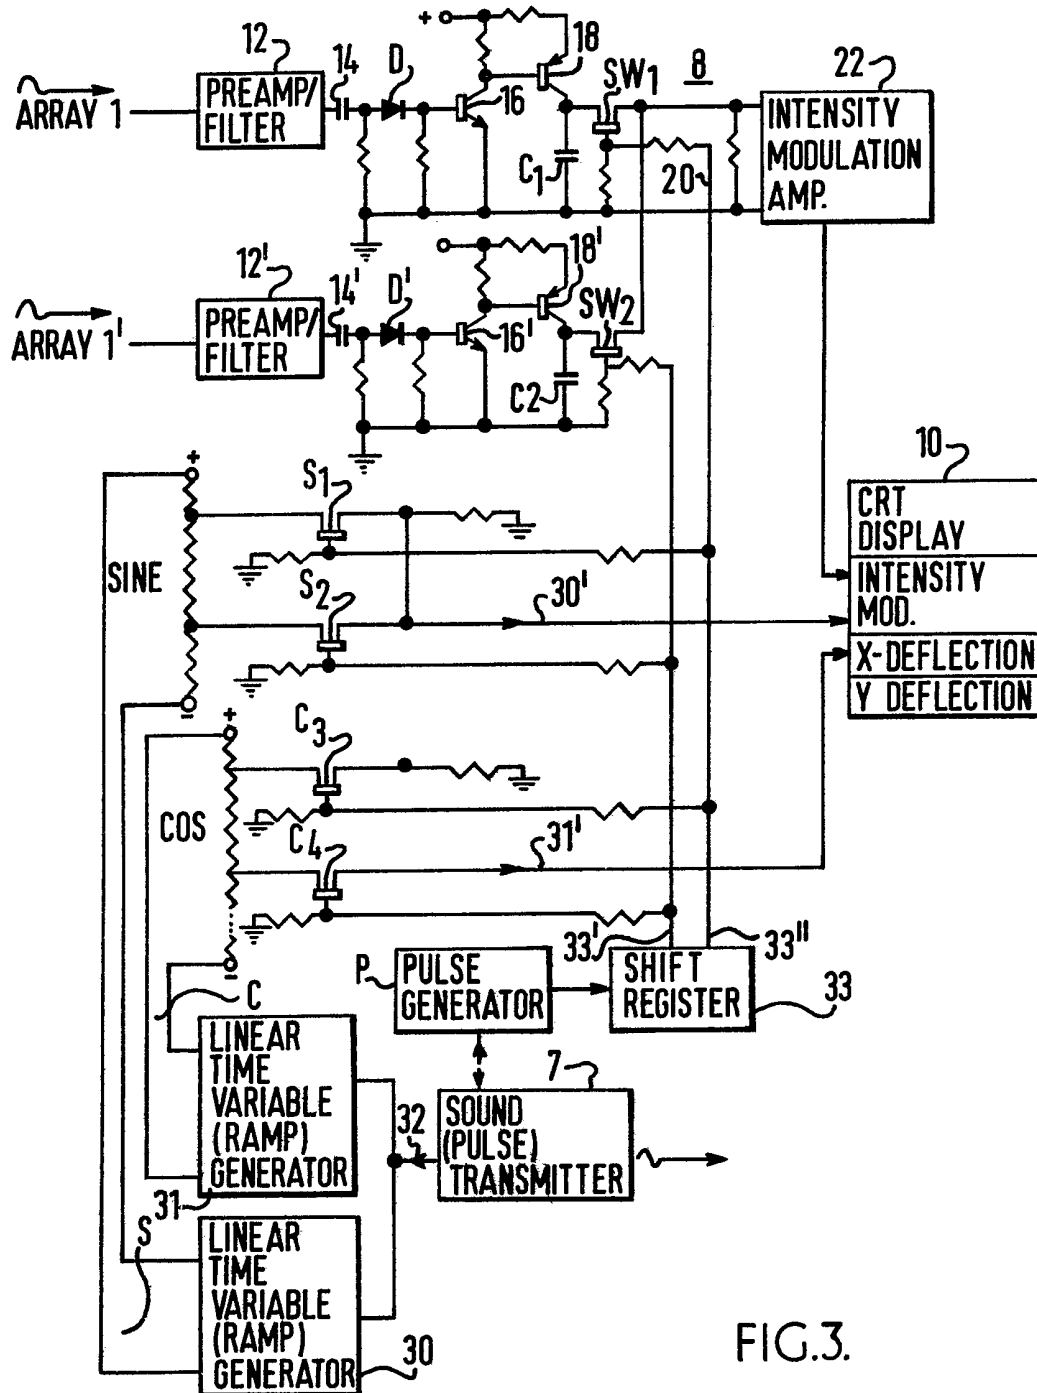 12
14
D
+
18
SW1
8
22
ARRAY 1
PREAMP/
FILTER
16
C1
20
INTENSITY
MODULATION
AMP.
12'
14'
D'
18'
SW2
ARRAY 1'
PREAMP/
FILTER
16'
C2
10
+
S1
CRT
DISPLAY
SINE
S2
30'
INTENSITY
MOD.
X-DEFLECTION
Y DEFLECTION
−
+
C3
COS
C4
31'
33'
33"
−
C
P
PULSE
GENERATOR
SHIFT
REGISTER
33
LINEAR
TIME
VARIABLE
(RAMP)
GENERATOR
31
32
7
SOUND
(PULSE)
TRANSMITTER
S
LINEAR
TIME
VARIABLE
(RAMP)
GENERATOR
30
FIG.3.